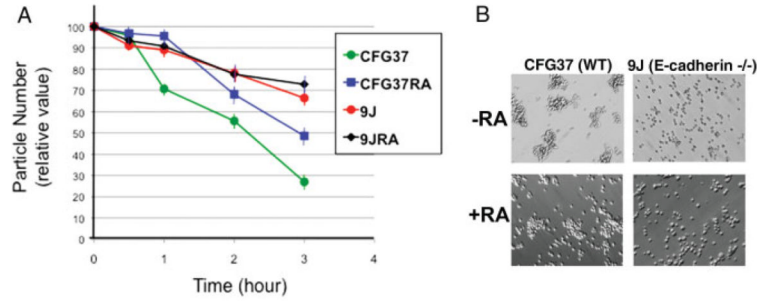 A
Particle Number
(relative value)
100
90
80
70
60
50
40
30
20
10
0
0
1
2
3
4
Time (hour)
CFG37
CFG37RA
9J
9JRA
B
CFG37 (WT)
9J (E-cadherin -/-)
-RA
+RA